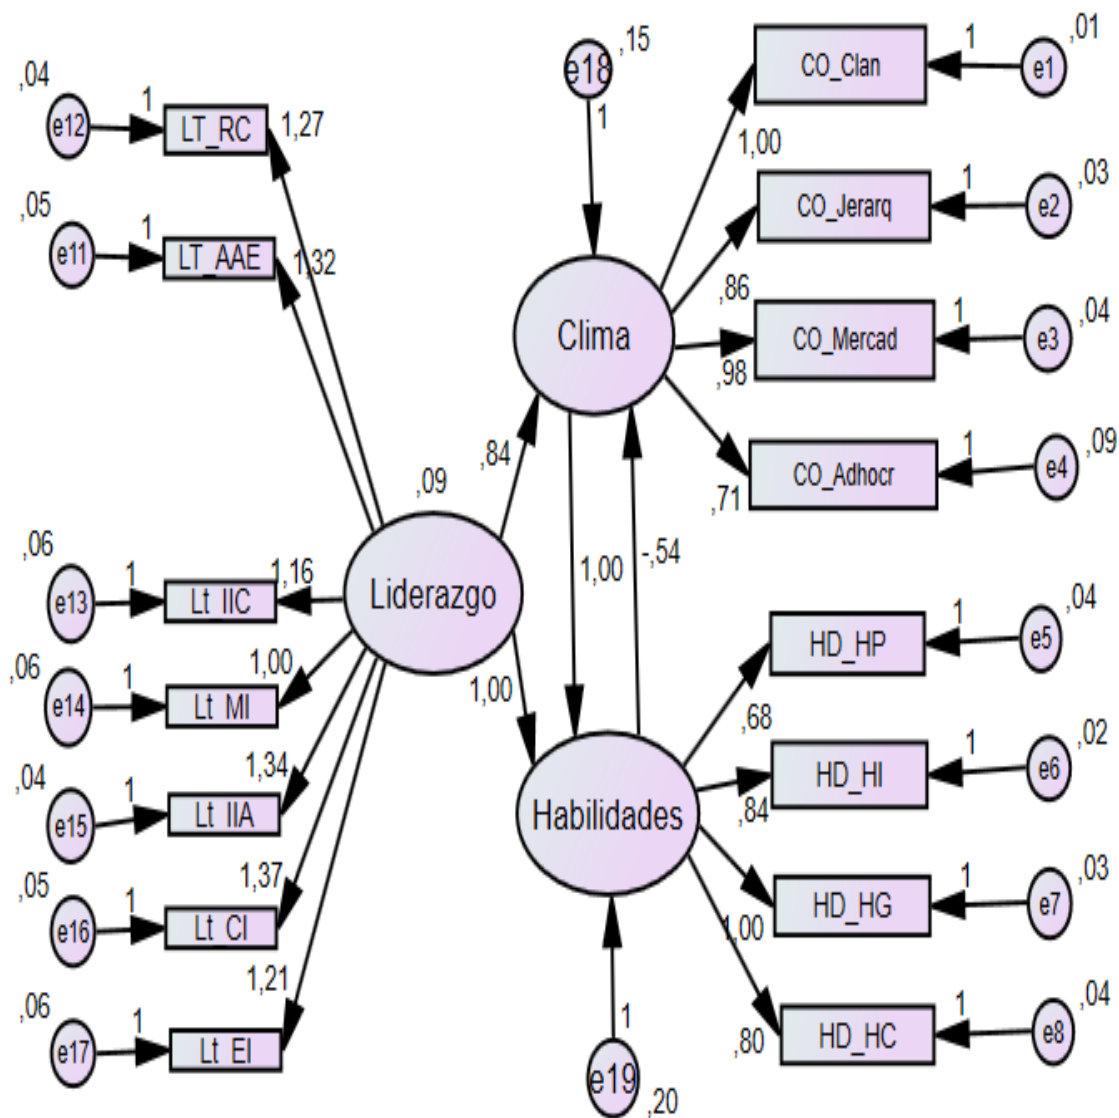 ,04
e12
1
LT_RC
1,27
,05
e11
1
LT_AAE
1,32
,06
e13
1
Lt_IIC
1,16
,06
e14
1
Lt_MI
1,00
,04
e15
1
Lt_IIA
1,34
,05
e16
1
Lt_CI
1,37
,06
e17
1
Lt_EI
1,21
,09
Liderazgo
,84
1,00
e18
,15
1
Clima
1,00
-,54
Habilidades
1
e19
,20
1,00
CO_Clan
1
e1
,01
,86
CO_Jerarq
1
e2
,03
,98
CO_Mercad
1
e3
,04
,71
CO_Adhocr
1
e4
,09
,68
HD_HP
1
e5
,04
,84
HD_HI
1
e6
,02
1,00
HD_HG
1
e7
,03
,80
HD_HC
1
e8
,04